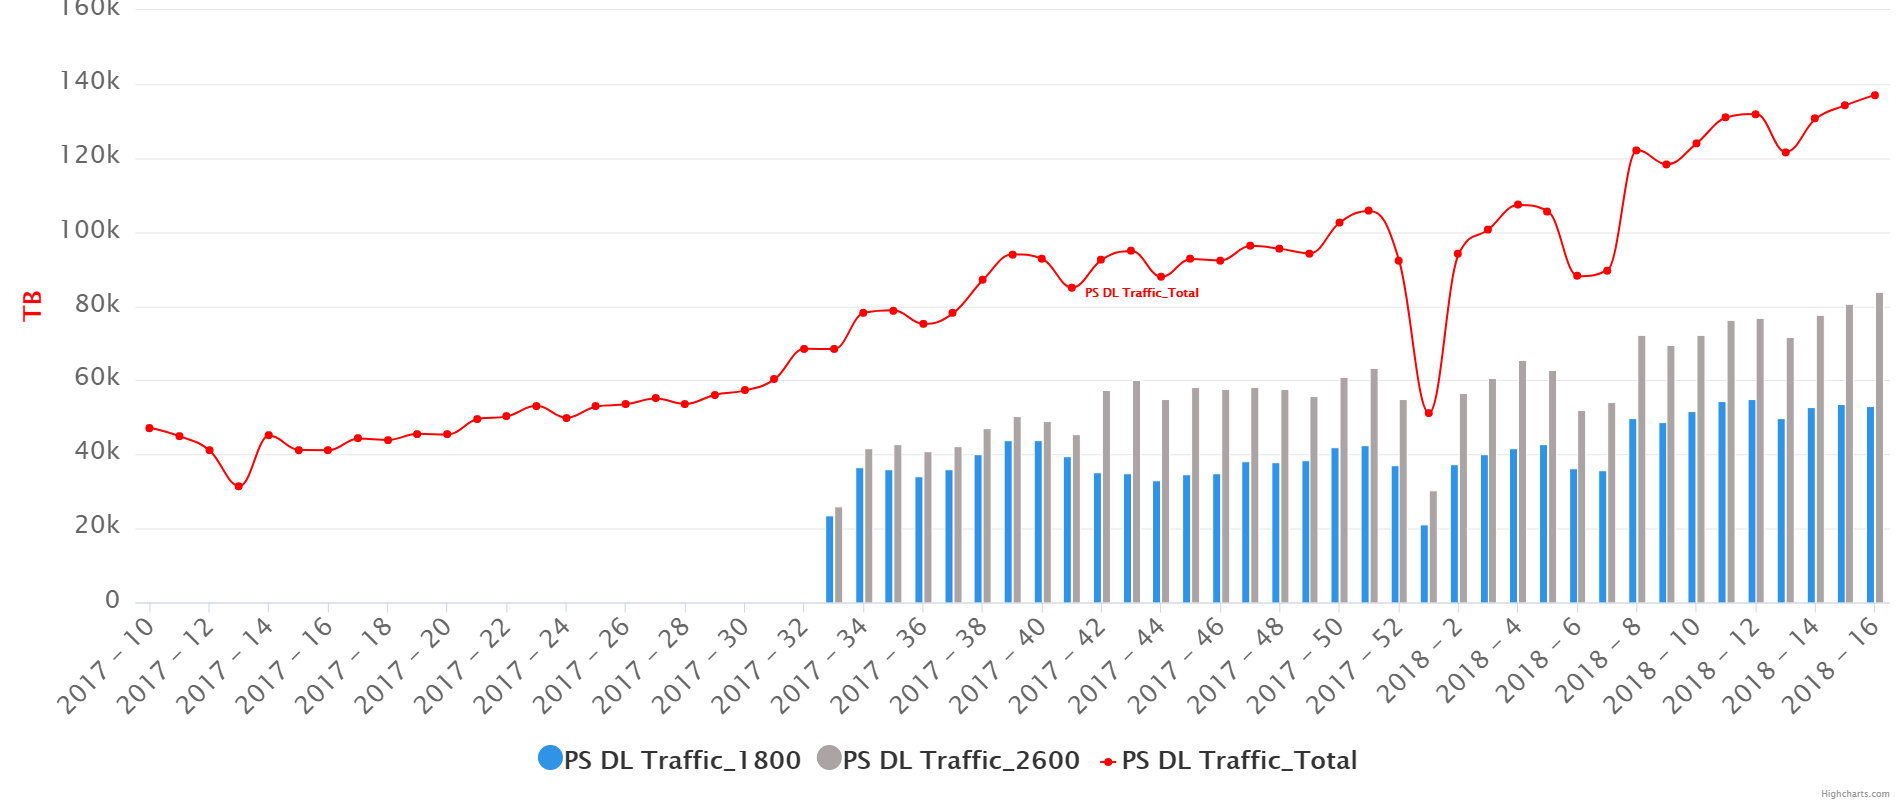 160k
140k
120k
100k
80k
60k
40k
20k
0
TB
PS DL Traffic_Total
2017 – 10
2017 – 12
2017 – 14
2017 – 16
2017 – 18
2017 – 20
2017 – 22
2017 – 24
2017 – 26
2017 – 28
2017 – 30
2017 – 32
2017 – 34
2017 – 36
2017 – 38
2017 – 40
2017 – 42
2017 – 44
2017 – 46
2017 – 48
2017 – 50
2017 – 52
2018 – 2
2018 – 4
2018 – 6
2018 – 8
2018 – 10
2018 – 12
2018 – 14
2018 – 16
PS DL Traffic_1800 PS DL Traffic_2600 PS DL Traffic_Total
Highcharts.com